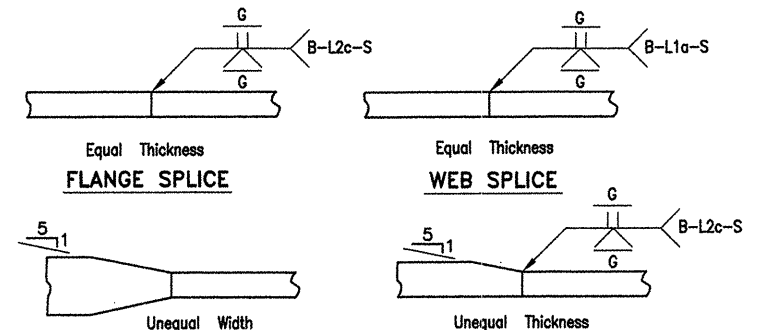 G
B-L2c-S
G
Equal Thickness
FLANGE SPLICE
G
B-L1a-S
G
Equal Thickness
WEB SPLICE
5
1
Unequal Width
5
1
G
B-L2c-S
G
Unequal Thickness